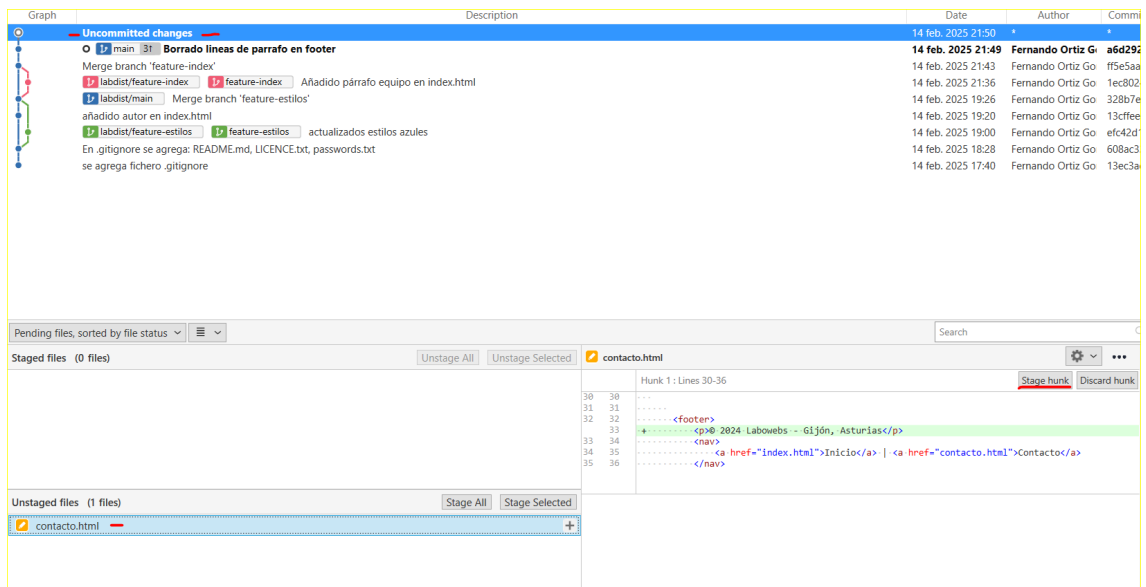 Graph Description Date Author Commi
Uncommitted changes 14 feb. 2025 21:50 * *
main 3↑ Borrado lineas de parrafo en footer 14 feb. 2025 21:49 Fernando Ortiz G a6d292
Merge branch 'feature-index' 14 feb. 2025 21:43 Fernando Ortiz Go ff5e5aa
labdist/feature-index feature-index Añadido párrafo equipo en index.html 14 feb. 2025 21:36 Fernando Ortiz Go 1ec802
labdist/main Merge branch 'feature-estilos' 14 feb. 2025 19:26 Fernando Ortiz Go 328b7e
añadido autor en index.html 14 feb. 2025 19:20 Fernando Ortiz Go 13cffee
labdist/feature-estilos feature-estilos actualizados estilos azules 14 feb. 2025 19:00 Fernando Ortiz Go efc42d
En .gitignore se agrega: README.md, LICENCE.txt, passwords.txt 14 feb. 2025 18:28 Fernando Ortiz Go 608ac3
se agrega fichero .gitignore 14 feb. 2025 17:40 Fernando Ortiz Go 13ec3a
Pending files, sorted by file status Search
Staged files (0 files) Unstage All Unstage Selected contacto.html
Hunk 1 : Lines 30-36 Stage hunk Discard hunk
30 30
31 31
32 32 <footer>
33 + <p>© 2024 Labowebs - Gijón, Asturias</p>
33 34 <nav>
34 35 <a href="index.html">Inicio</a> | <a href="contacto.html">Contacto</a>
35 36 </nav>
Unstaged files (1 files) Stage All Stage Selected
contacto.html +